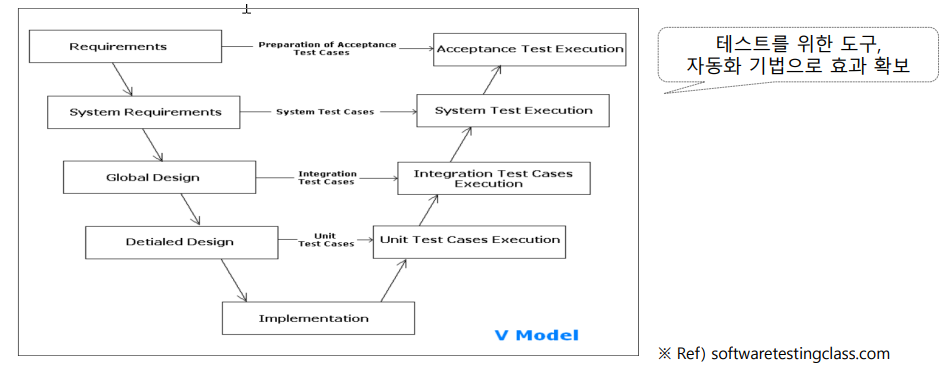 Requirements
Preparation of Acceptance
Test Cases
Acceptance Test Execution
테스트를 위한 도구,
자동화 기법으로 효과 확보
System Requirements
System Test Cases
System Test Execution
Global Design
Integration
Test Cases
Integration Test Cases
Execution
Detialed Design
Unit
Test Cases
Unit Test Cases Execution
Implementation
V Model
※ Ref) softwaretestingclass.com